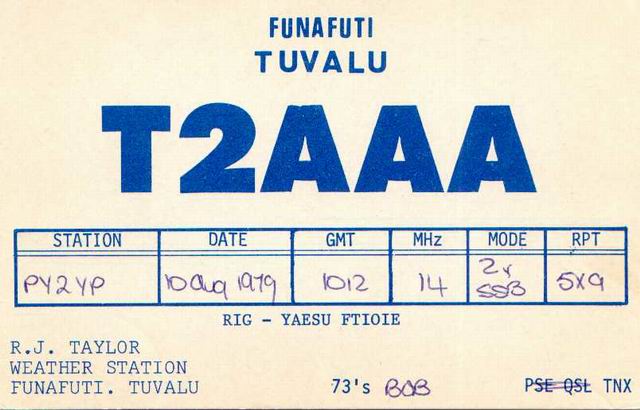 FUNAFUTI
TUVALU
T2AAA
STATION DATE GMT MHz MODE RPT
PY2YP 10 Aug 1979 1012 14 2x SSB 5X9
RIG - YAESU FT101E
R.J. TAYLOR
WEATHER STATION
FUNAFUTI. TUVALU 73's BOB PSE QSL TNX